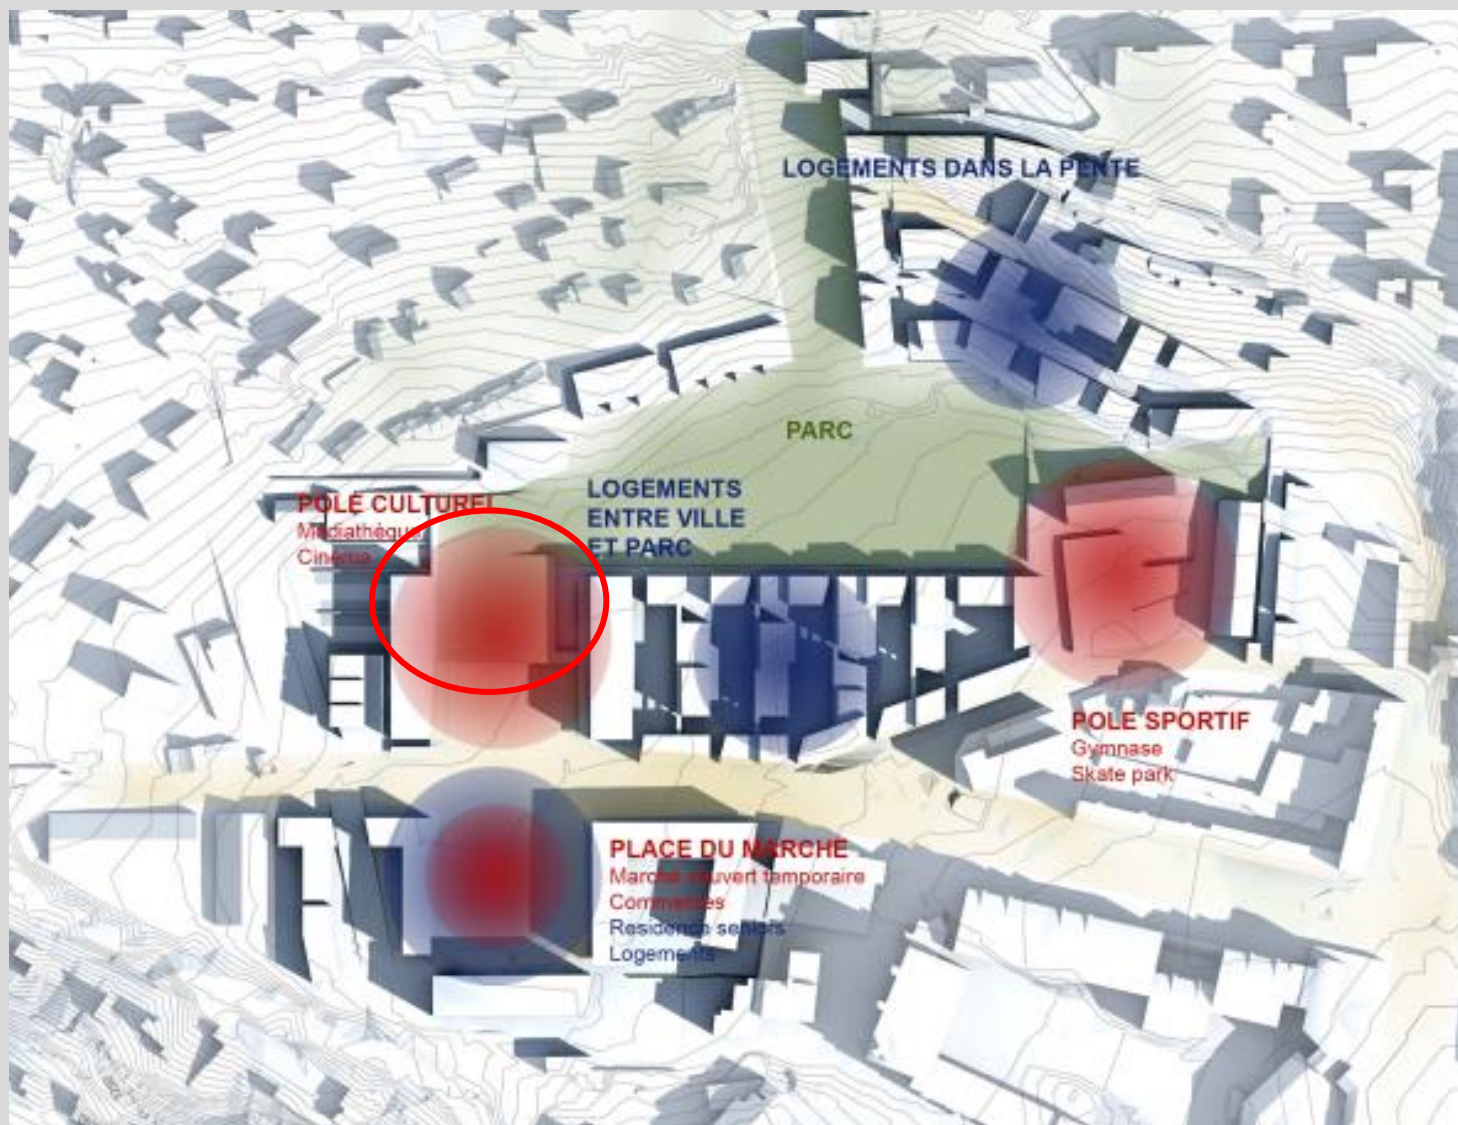 LOGEMENTS DANS LA PENTE
PARC
LOGEMENTS
ENTRE VILLE
ET PARC
POLE CULTUREL
Médiathèque
Cinéma
POLE SPORTIF
Gymnase
Skate park
PLACE DU MARCHE
Marché couvert temporaire
Commerces
Residence seniors
Logements